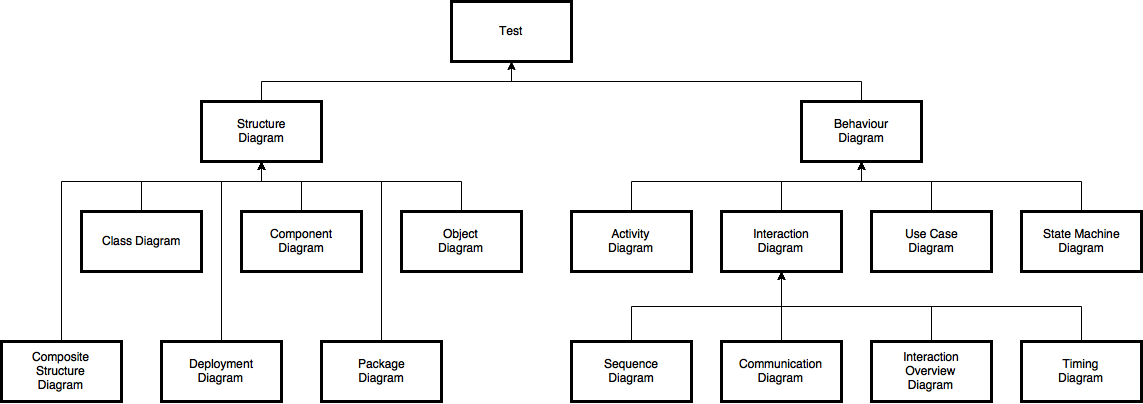 Test
Structure
Diagram
Behaviour
Diagram
Class Diagram
Component
Diagram
Object
Diagram
Activity
Diagram
Interaction
Diagram
Use Case
Diagram
State Machine
Diagram
Composite
Structure
Diagram
Deployment
Diagram
Package
Diagram
Sequence
Diagram
Communication
Diagram
Interaction
Overview
Diagram
Timing
Diagram